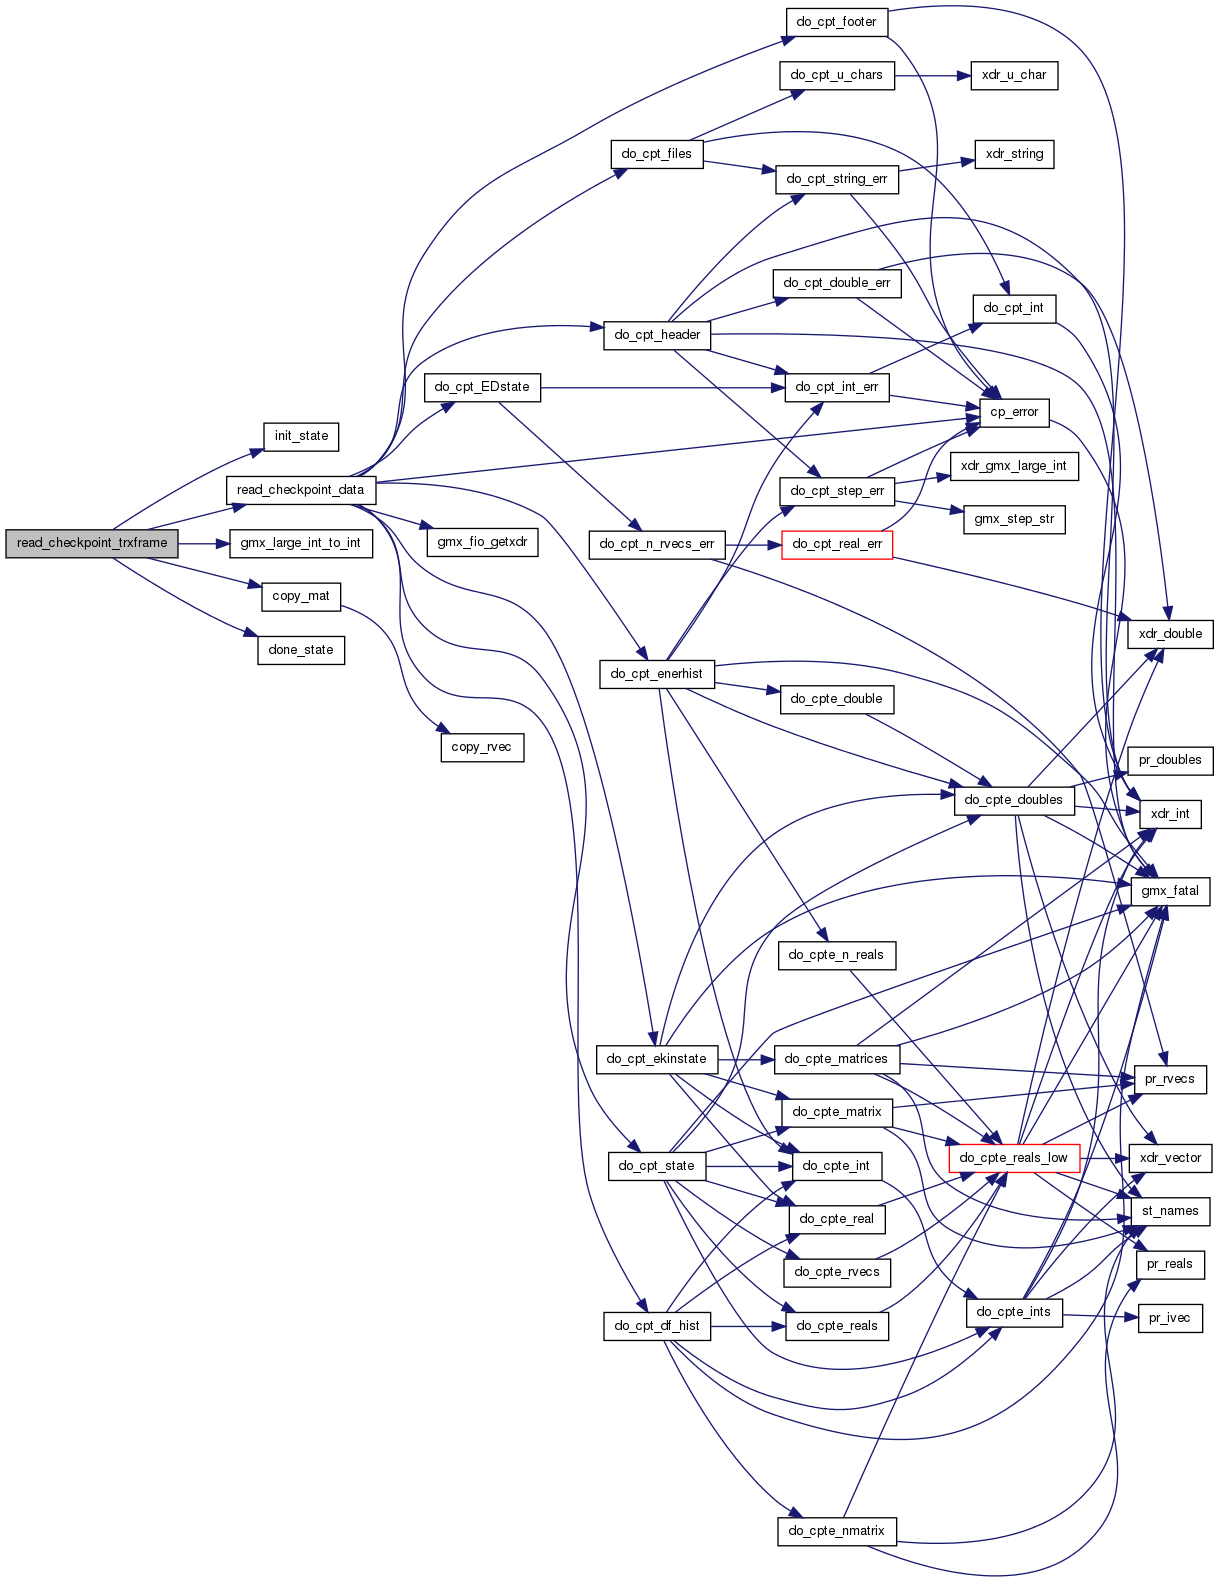 read_checkpoint_trxframe
init_state
read_checkpoint_data
gmx_large_int_to_int
copy_mat
done_state
do_cpt_EDstate
gmx_fio_getxdr
copy_rvec
do_cpt_files
do_cpt_header
do_cpt_n_rvecs_err
do_cpt_enerhist
do_cpt_ekinstate
do_cpt_state
do_cpt_df_hist
do_cpt_footer
do_cpt_u_chars
do_cpt_string_err
do_cpt_double_err
do_cpt_int_err
do_cpt_step_err
do_cpt_real_err
do_cpte_double
do_cpte_n_reals
do_cpte_matrices
do_cpte_matrix
do_cpte_int
do_cpte_real
do_cpte_rvecs
do_cpte_reals
do_cpte_nmatrix
xdr_u_char
xdr_string
do_cpt_int
cp_error
xdr_gmx_large_int
gmx_step_str
do_cpte_doubles
do_cpte_reals_low
do_cpte_ints
xdr_double
pr_doubles
xdr_int
gmx_fatal
pr_rvecs
xdr_vector
st_names
pr_reals
pr_ivec